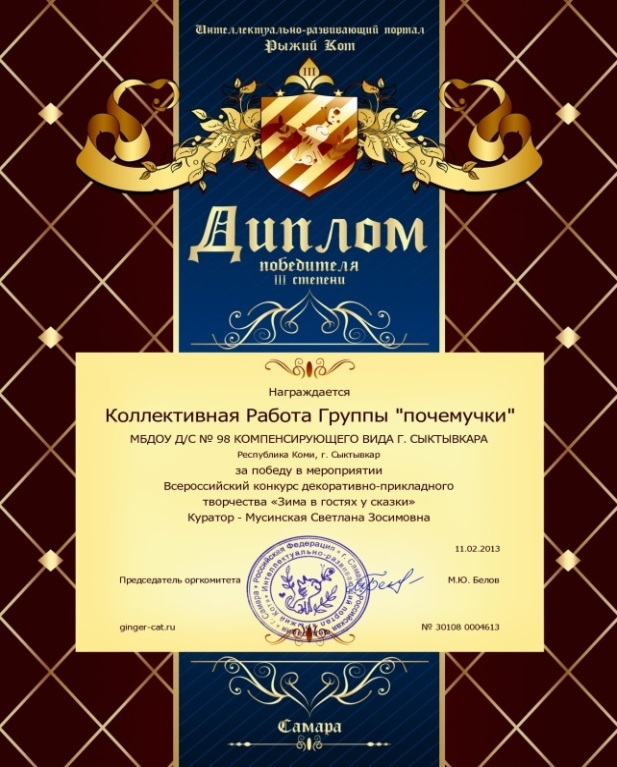 Интеллектуально-развивающий портал
Рыжий Кот
III
Диплом
победителя
III степени
Награждается
Коллективная Работа Группы "почемучки"
МБДОУ Д/С № 98 КОМПЕНСИРУЮЩЕГО ВИДА Г. СЫКТЫВКАРА
Республика Коми, г. Сыктывкар
за победу в мероприятии
Всероссийский конкурс декоративно-прикладного
творчества «Зима в гостях у сказки»
Куратор - Мусинская Светлана Зосимовна
11.02.2013
Председатель оргкомитета
М.Ю. Белов
Российская Федерация • г. Самара
Интеллектуально-развивающий портал
ginger-cat.ru
№ 30108 0004613
Самара